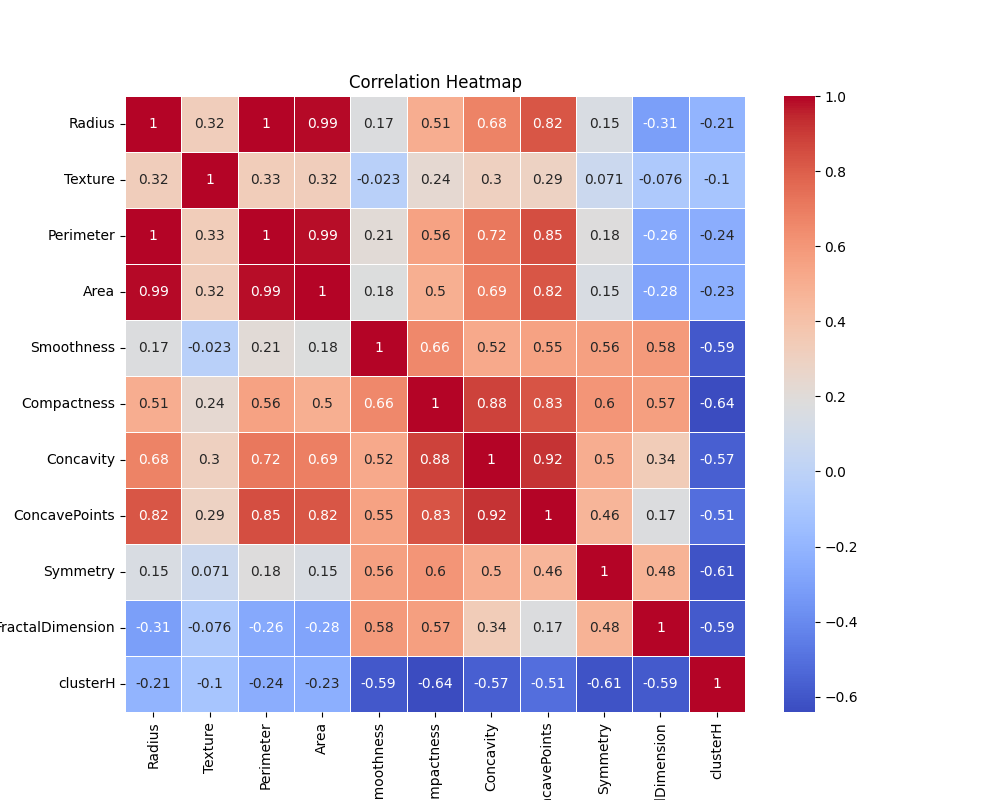 Correlation Heatmap
Radius 1 0.32 1 0.99 0.17 0.51 0.68 0.82 0.15 -0.31 -0.21
Texture 0.32 1 0.33 0.32 -0.023 0.24 0.3 0.29 0.071 -0.076 -0.1
Perimeter 1 0.33 1 0.99 0.21 0.56 0.72 0.85 0.18 -0.26 -0.24
Area 0.99 0.32 0.99 1 0.18 0.5 0.69 0.82 0.15 -0.28 -0.23
Smoothness 0.17 -0.023 0.21 0.18 1 0.66 0.52 0.55 0.56 0.58 -0.59
Compactness 0.51 0.24 0.56 0.5 0.66 1 0.88 0.83 0.6 0.57 -0.64
Concavity 0.68 0.3 0.72 0.69 0.52 0.88 1 0.92 0.5 0.34 -0.57
ConcavePoints 0.82 0.29 0.85 0.82 0.55 0.83 0.92 1 0.46 0.17 -0.51
Symmetry 0.15 0.071 0.18 0.15 0.56 0.6 0.5 0.46 1 0.48 -0.61
ractalDimension -0.31 -0.076 -0.26 -0.28 0.58 0.57 0.34 0.17 0.48 1 -0.59
clusterH -0.21 -0.1 -0.24 -0.23 -0.59 -0.64 -0.57 -0.51 -0.61 -0.59 1
Radius
Texture
Perimeter
Area
moothness
mpactness
Concavity
cavePoints
Symmetry
lDimension
clusterH
1.0
0.8
0.6
0.4
0.2
0.0
−0.2
−0.4
−0.6